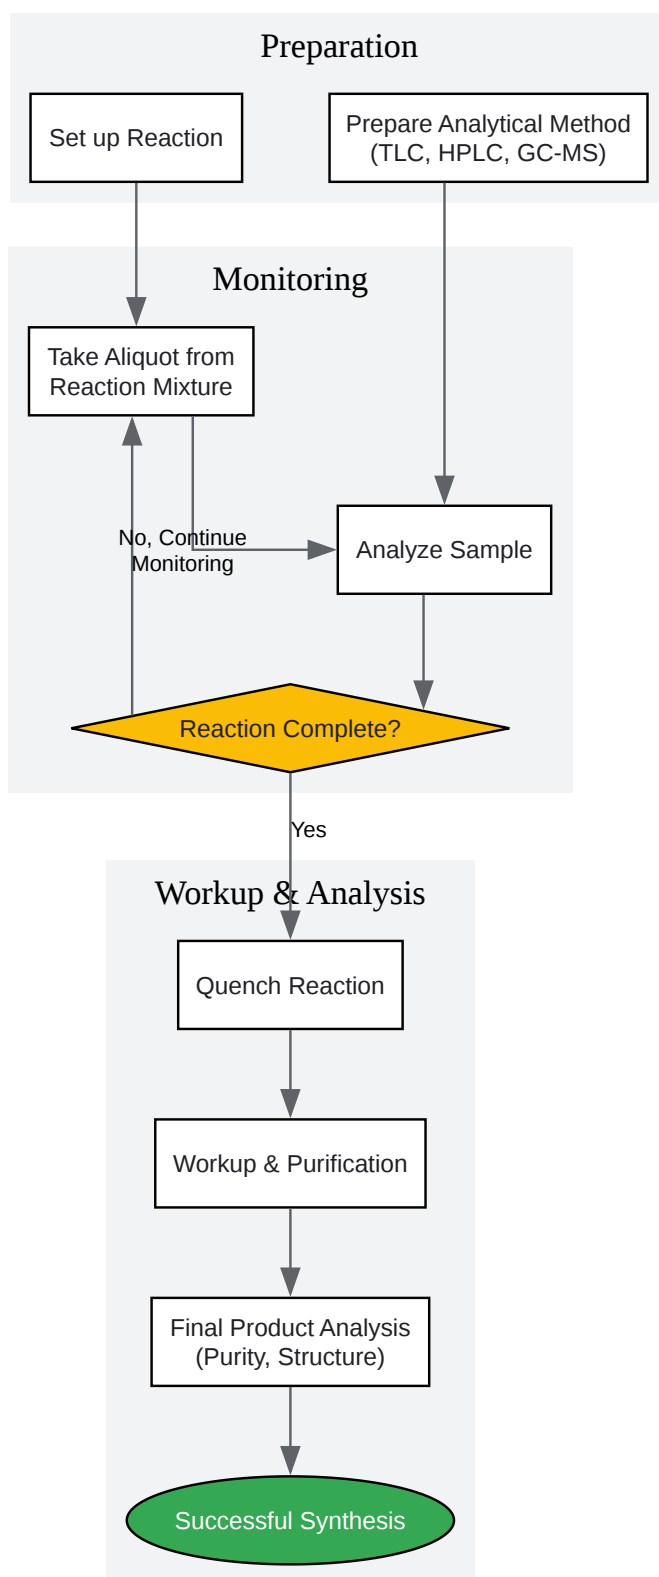 Preparation
Set up Reaction
Prepare Analytical Method
(TLC, HPLC, GC-MS)
Monitoring
Take Aliquot from
Reaction Mixture
No, Continue
Monitoring
Analyze Sample
Reaction Complete?
Yes
Workup & Analysis
Quench Reaction
Workup & Purification
Final Product Analysis
(Purity, Structure)
Successful Synthesis